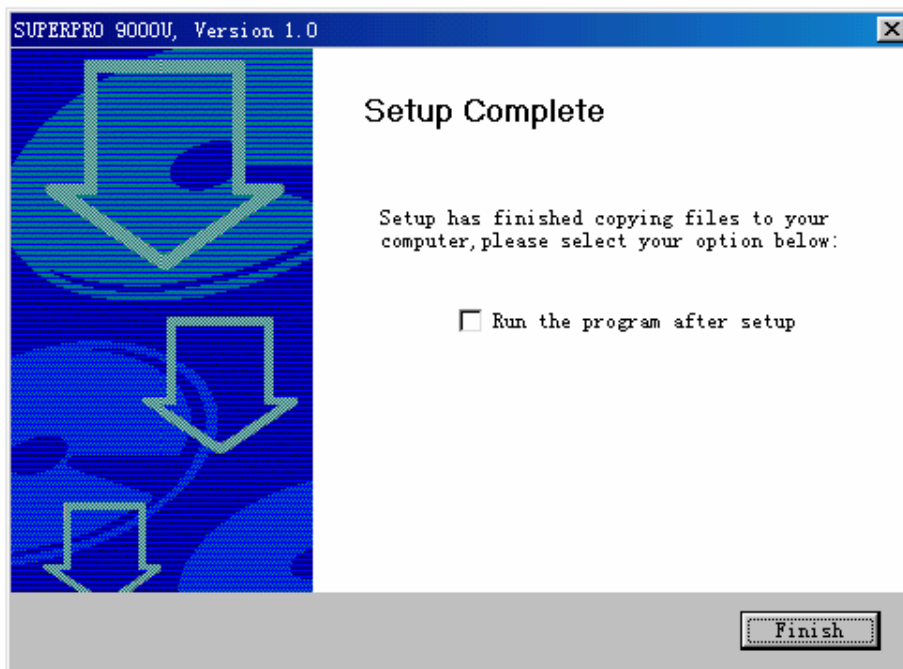 SUPERPRO 9000U, Version 1.0
Setup Complete
Setup has finished copying files to your
computer, please select your option below:
Run the program after setup
Finish